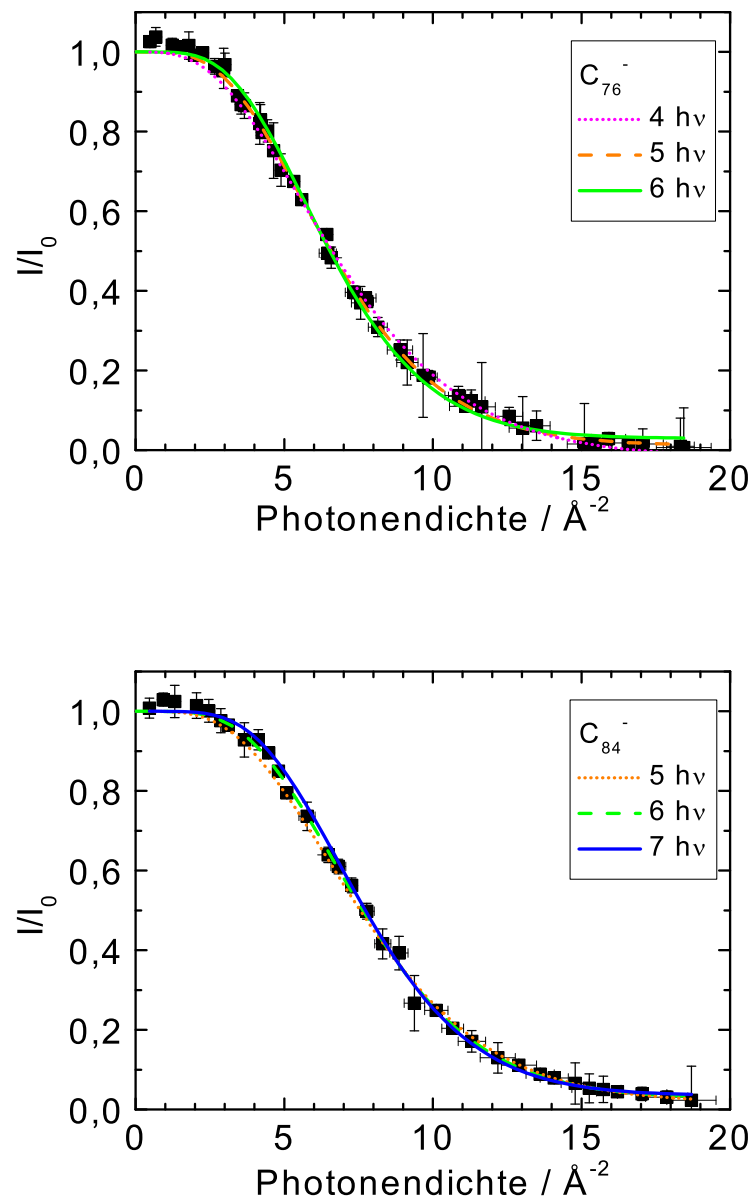 1,0
0,8
0,6
0,4
0,2
0,0
I/I₀
C₇₆⁻
4 hν
5 hν
6 hν
0 5 10 15 20
Photonendichte / Å⁻²
1,0
0,8
0,6
0,4
0,2
0,0
I/I₀
C₈₄⁻
5 hν
6 hν
7 hν
0 5 10 15 20
Photonendichte / Å⁻²